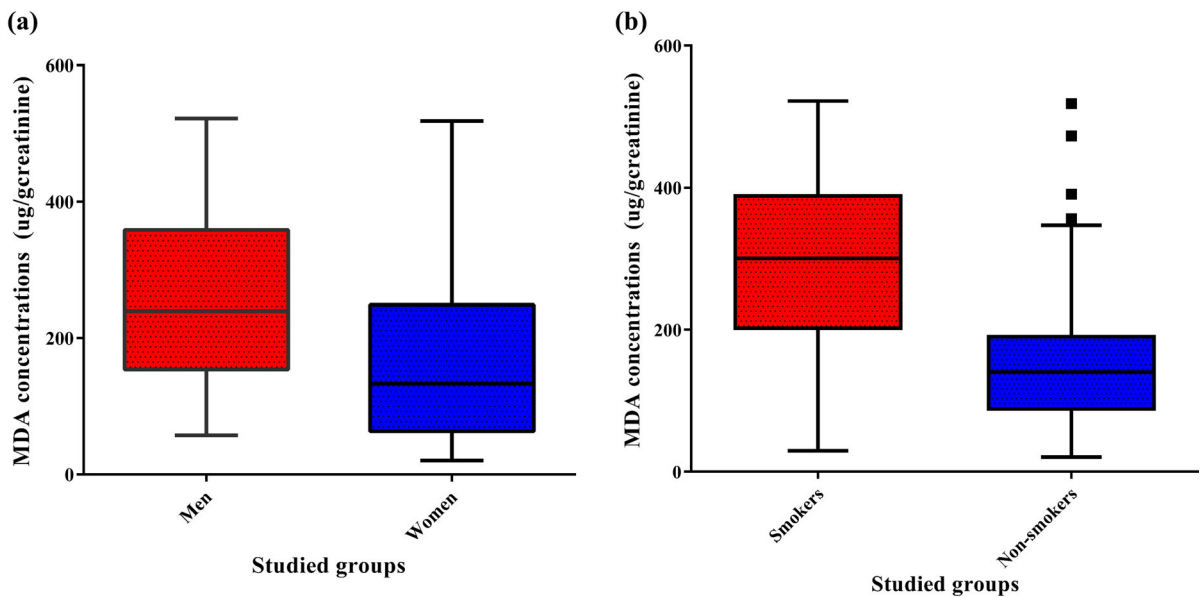 (a)
MDA concentrations (ug/gcreatinine)
600
400
200
0
Men
Women
Studied groups
(b)
MDA concentrations (ug/gcreatinine)
600
400
200
0
Smokers
Non-smokers
Studied groups